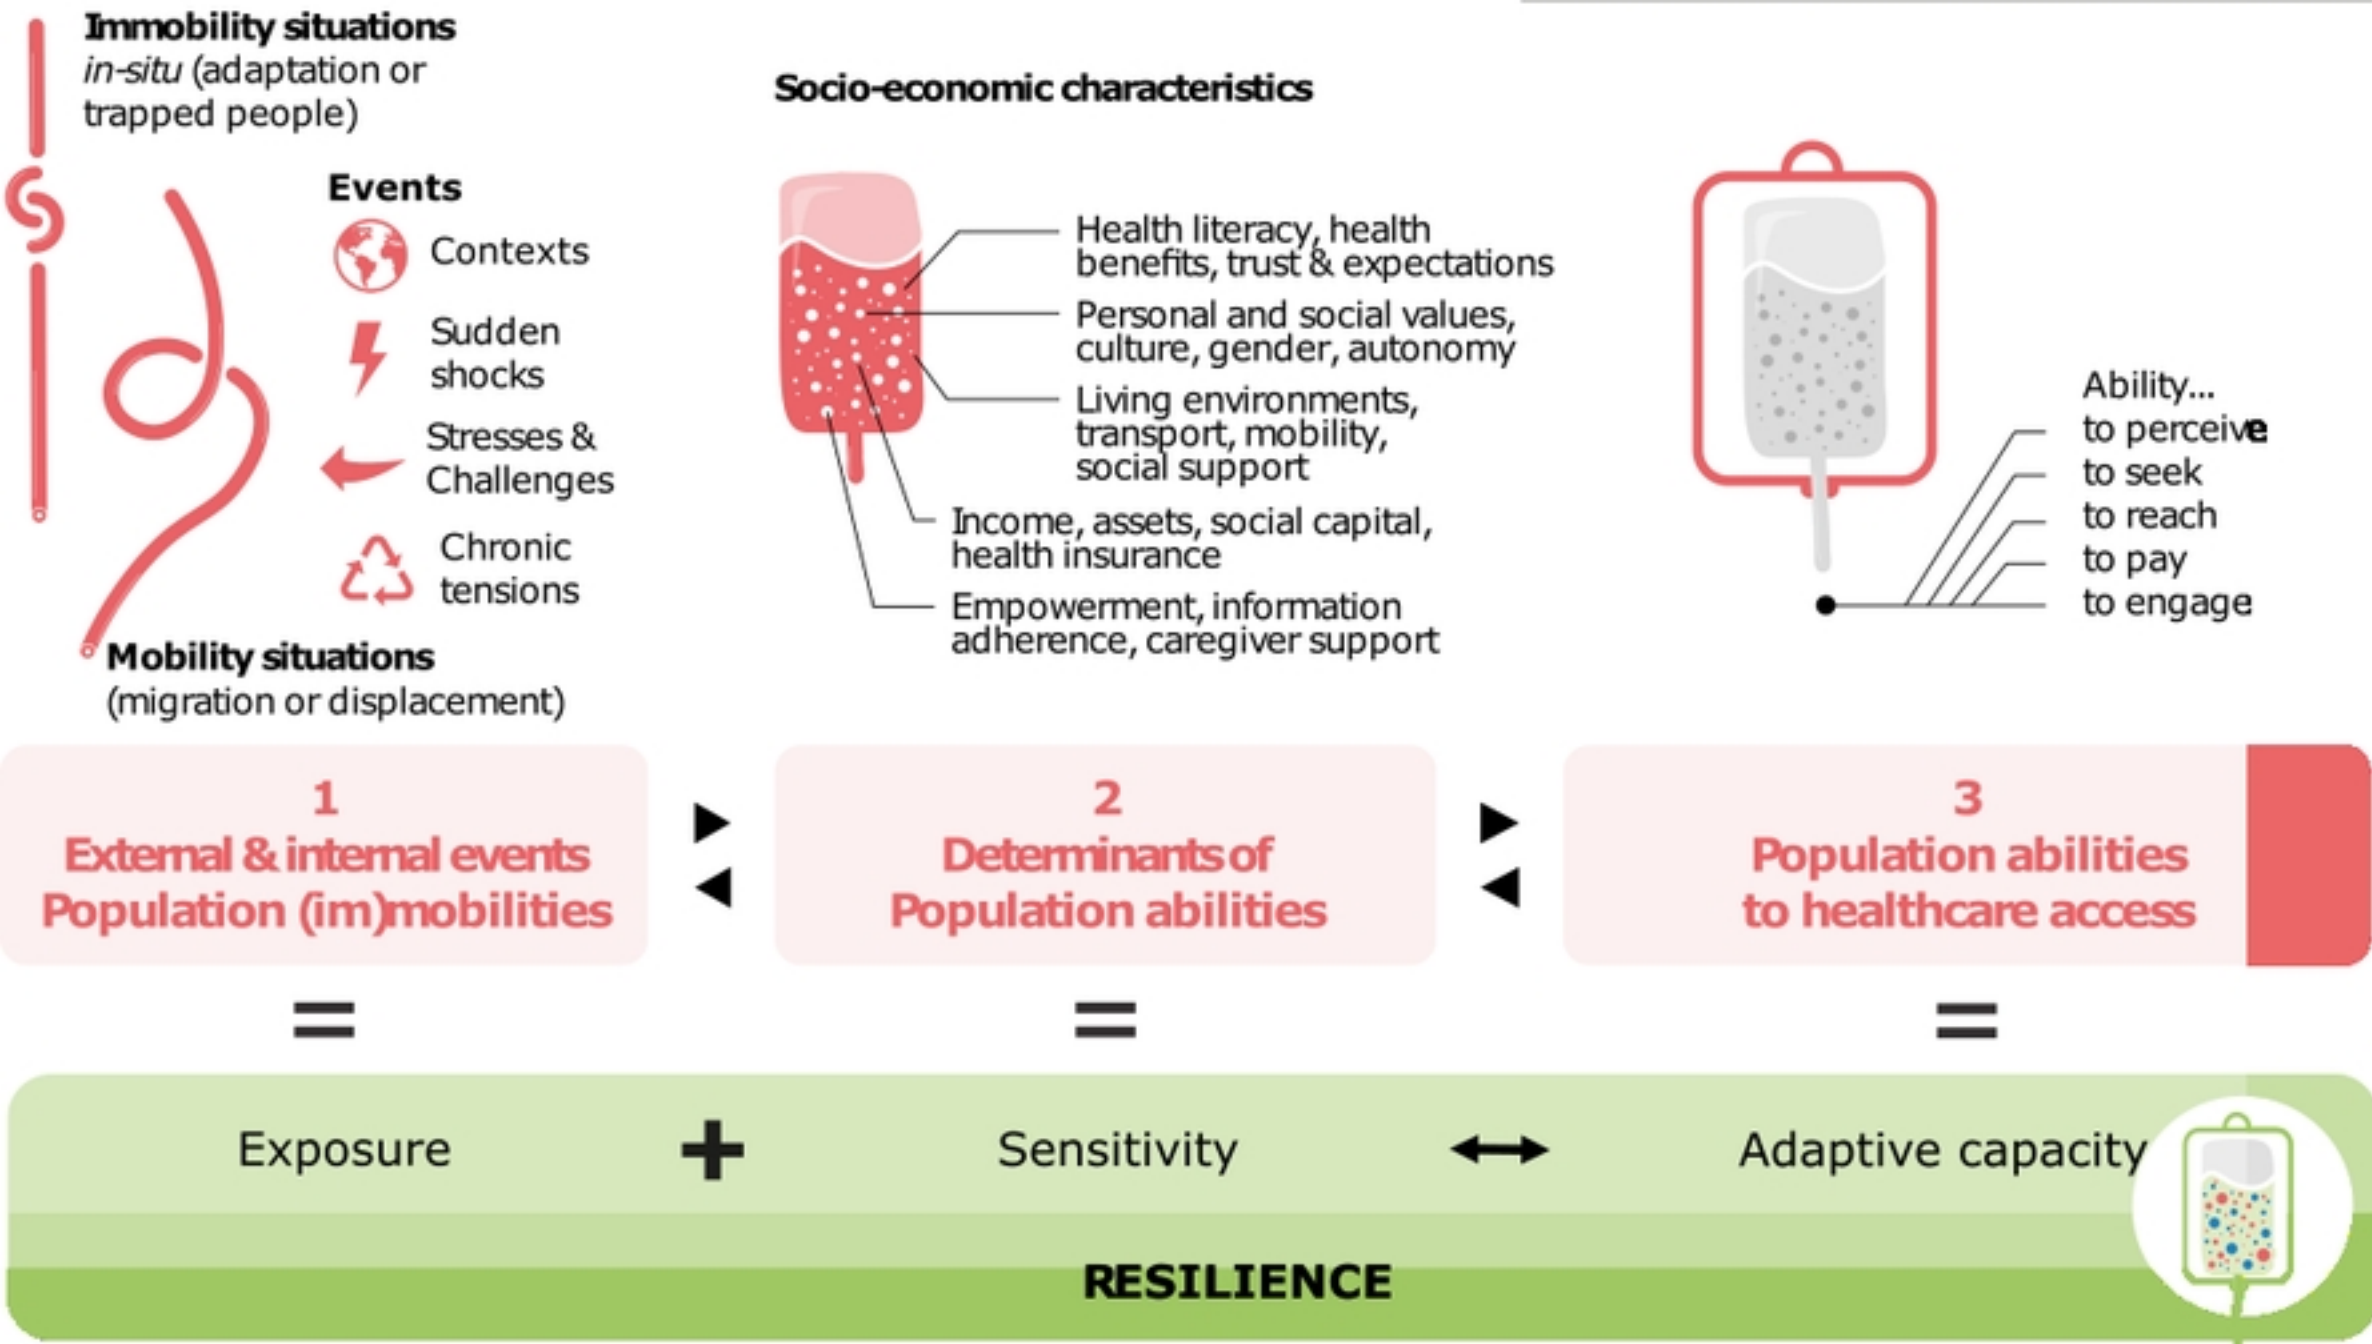 Immobility situations
in-situ (adaptation or
trapped people)
Events
Contexts
Sudden
shocks
Stresses &
Challenges
Chronic
tensions
Mobility situations
(migration or displacement)
Socio-economic characteristics
Health literacy, health
benefits, trust & expectations
Personal and social values,
culture, gender, autonomy
Living environments,
transport, mobility,
social support
Income, assets, social capital,
health insurance
Empowerment, information
adherence, caregiver support
Ability...
to perceive
to seek
to reach
to pay
to engage
1
External & internal events
Population (im)mobilities
2
Determinants of
Population abilities
3
Population abilities
to healthcare access
=
=
=
Exposure + Sensitivity ↔ Adaptive capacity
RESILIENCE